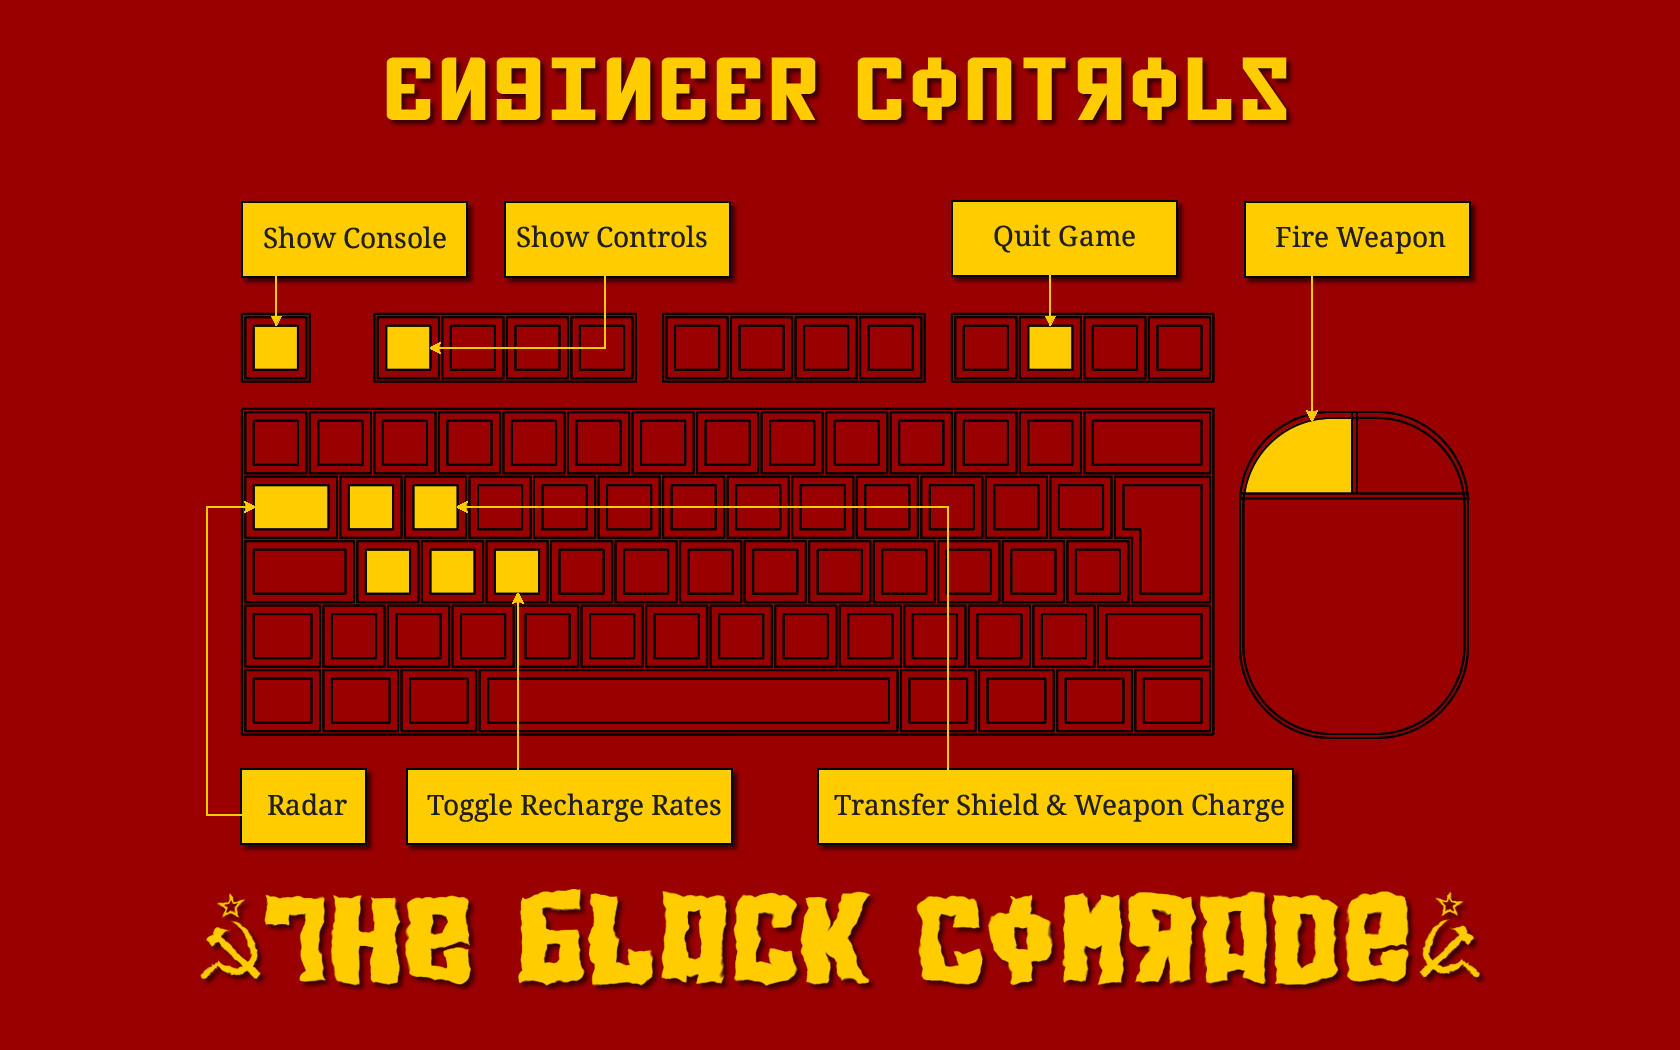 ENGINEER CONTROLS
Show Console
Show Controls
Quit Game
Fire Weapon
Radar
Toggle Recharge Rates
Transfer Shield & Weapon Charge
THE BLACK COMRADE